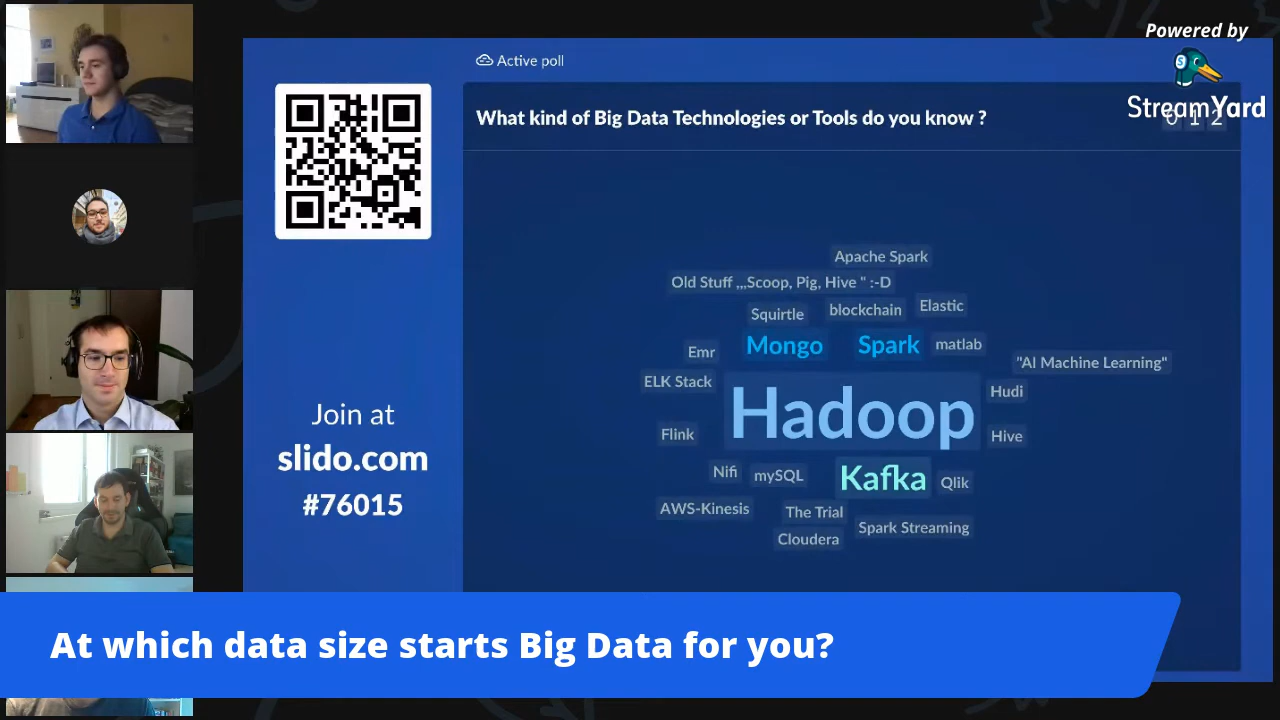 Powered by
StreamYard
Active poll
What kind of Big Data Technologies or Tools do you know ?
0 1 2
Apache Spark
Old Stuff ,,,Scoop, Pig, Hive " :-D
Squirtle
blockchain
Elastic
Emr
Mongo
Spark
matlab
"AI Machine Learning"
ELK Stack
Hadoop
Hudi
Flink
Hive
Nifi
mySQL
Kafka
Qlik
AWS-Kinesis
The Trial
Spark Streaming
Cloudera
Join at
slido.com
#76015
At which data size starts Big Data for you?